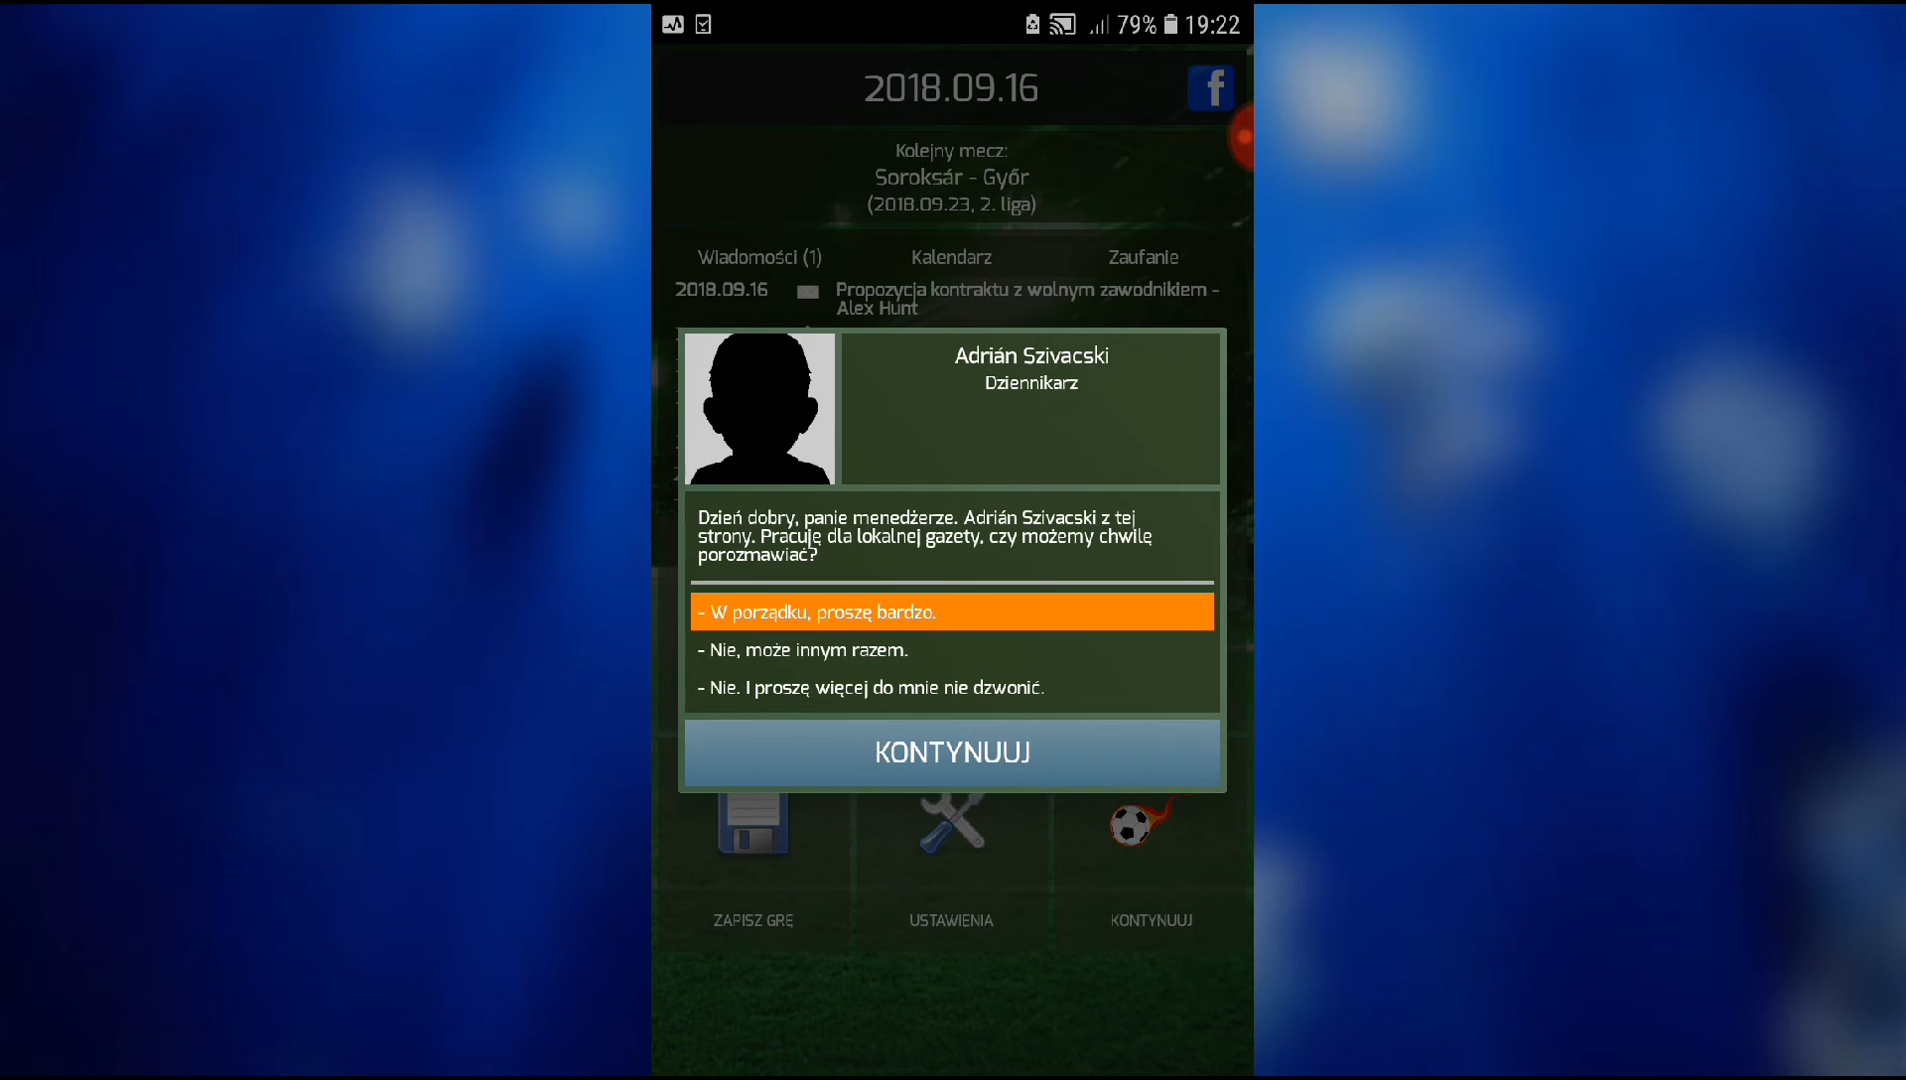 79% 19:22
2018.09.16
f
Kolejny mecz:
Soroksár - Győr
(2018.09.23, 2. liga)
Wiadomości (1) Kalendarz Zaufanie
2018.09.16 Propozycja kontraktu z wolnym zawodnikiem -
Alex Hunt
Adrián Szivacski
Dziennikarz
Dzień dobry, panie menedżerze. Adrián Szivacski z tej
strony. Pracuję dla lokalnej gazety, czy możemy chwilę
porozmawiać?
- W porządku, proszę bardzo.
- Nie, może innym razem.
- Nie. I proszę więcej do mnie nie dzwonić.
KONTYNUUJ
ZAPISZ GRĘ USTAWIENIA KONTYNUUJ